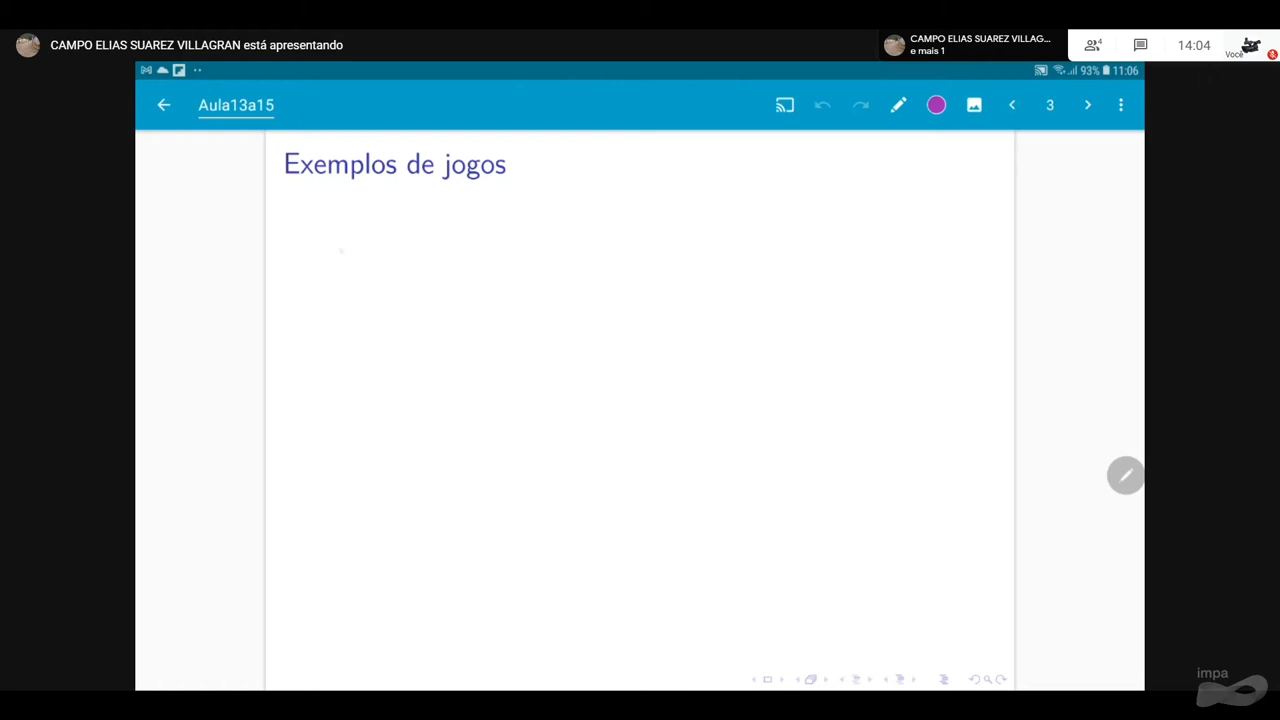 CAMPO ELIAS SUAREZ VILLAGRAN está apresentando
CAMPO ELIAS SUAREZ VILLAG...
e mais 1
4
14:04
Você
93% 11:06
Aula13a15
3
Exemplos de jogos
impa